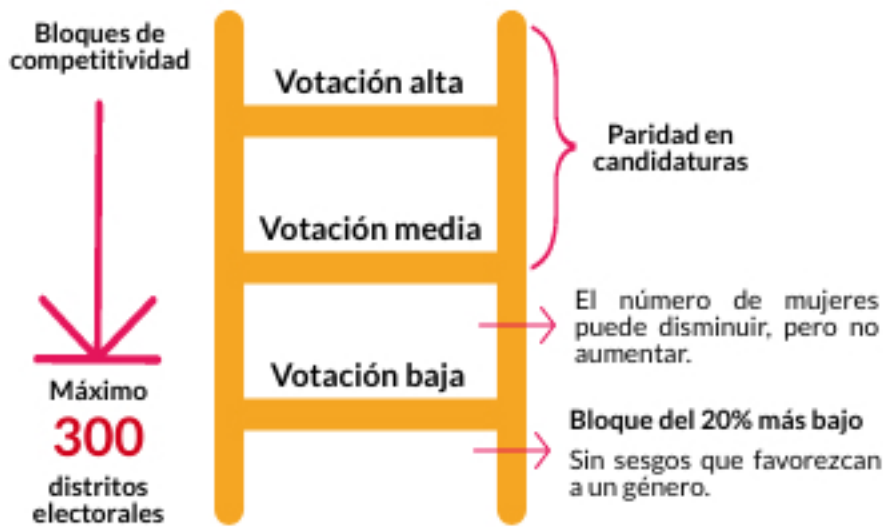 Bloques de
competitividad
Votación alta
Paridad en
candidaturas
Votación media
El número de mujeres
puede disminuir, pero no
aumentar.
Votación baja
Máximo
300
distritos
electorales
Bloque del 20% más bajo
Sin sesgos que favorezcan
a un género.